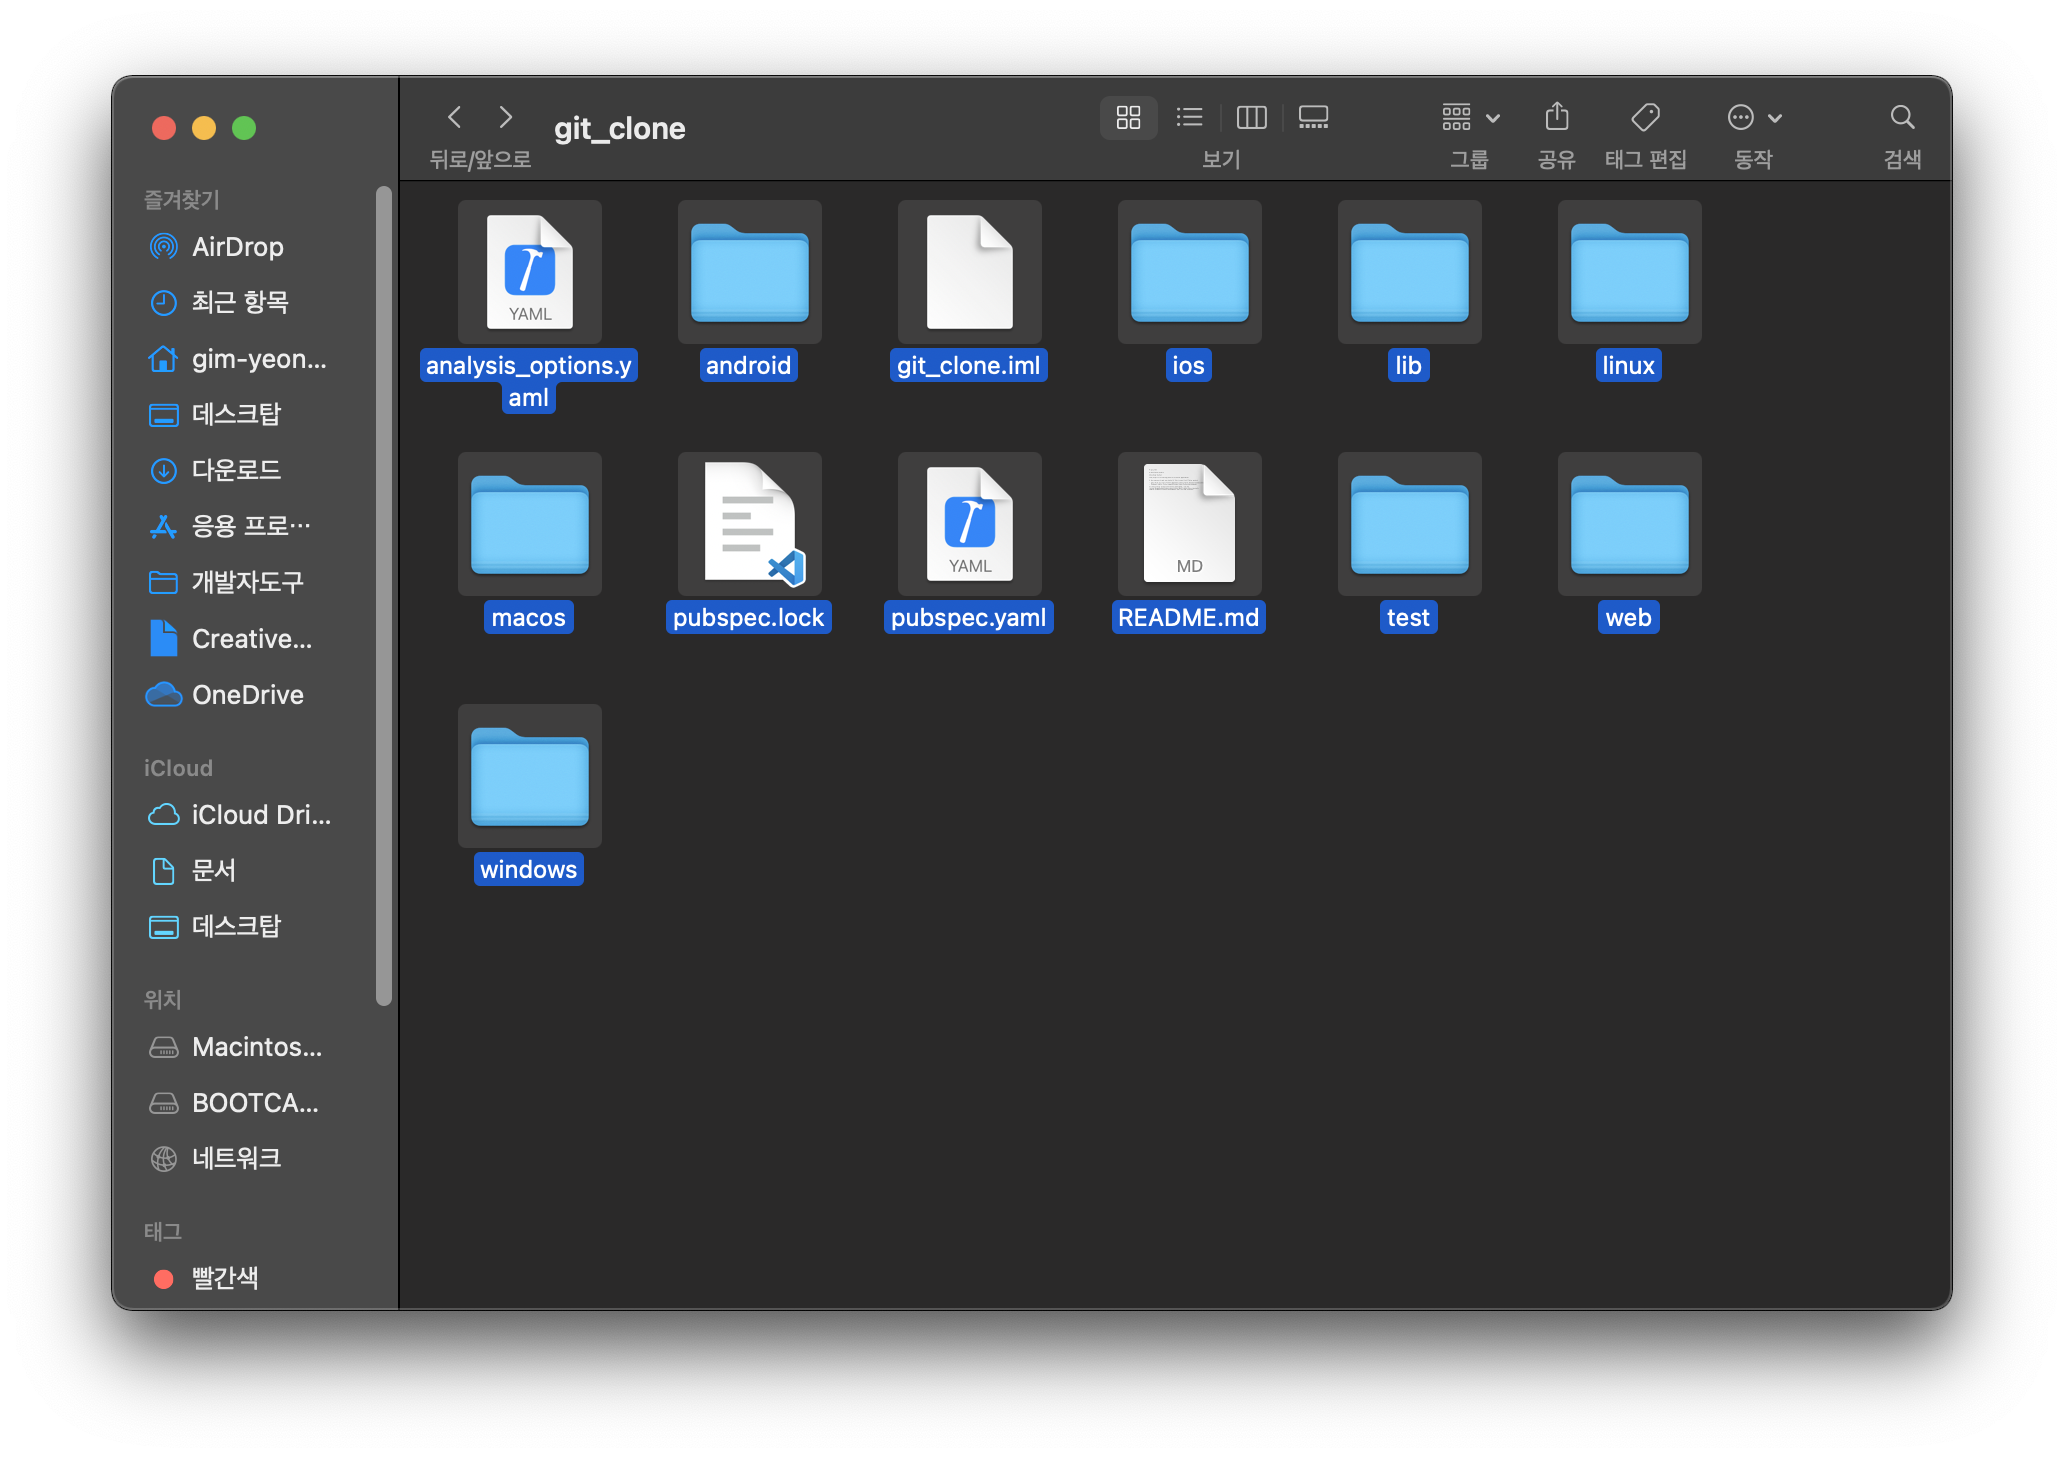 git_clone
뒤로/앞으로
보기
그룹
공유
태그 편집
동작
검색
즐겨찾기
AirDrop
최근 항목
gim-yeon...
데스크탑
다운로드
응용 프로...
개발자도구
Creative...
OneDrive
iCloud
iCloud Dri...
문서
데스크탑
위치
Macintos...
BOOTCA...
네트워크
태그
빨간색
YAML
analysis_options.y
aml
android
git_clone.iml
ios
lib
linux
macos
pubspec.lock
YAML
pubspec.yaml
MD
README.md
test
web
windows